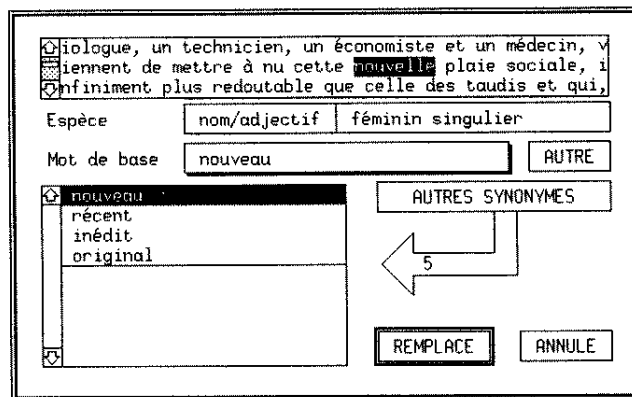 iologue, un technicien, un économiste et un médecin, v
iennent de mettre à nu cette nouvelle plaie sociale, i
nfiniment plus redoutable que celle des taudis et qui,
Espèce nom/adjectif féminin singulier
Mot de base nouveau AUTRE
nouveau AUTRES SYNONYMES
récent
inédit
original 5
REMPLACE ANNULE